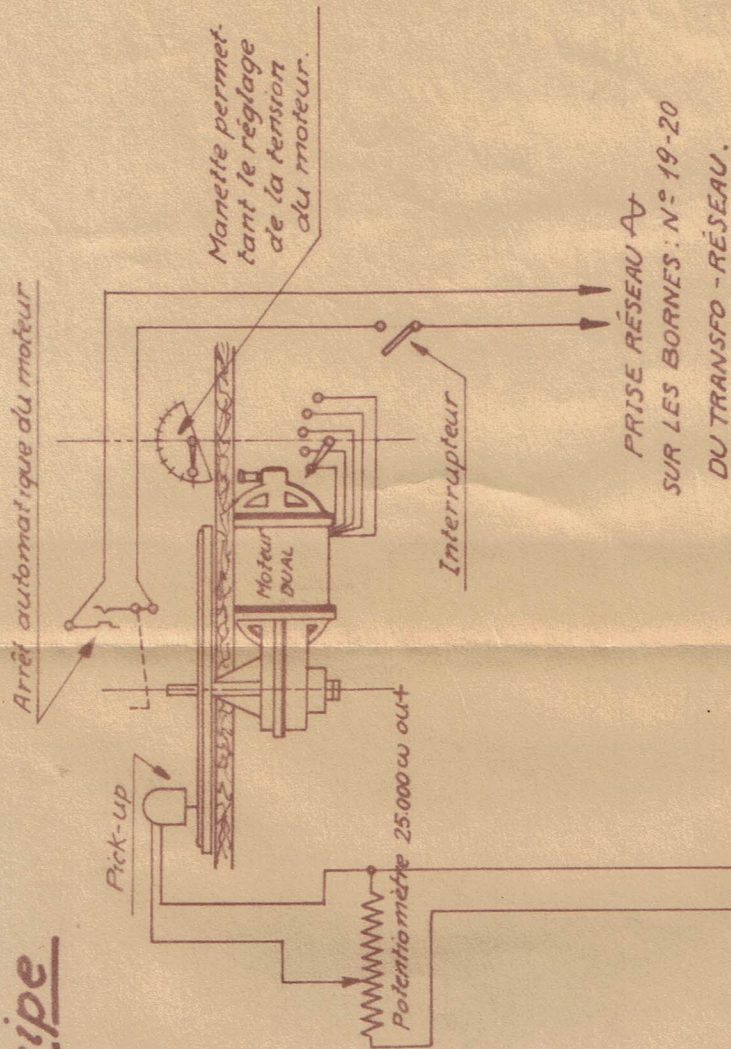 Arrêt automatique du moteur
Manette permet-
tant le réglage
de la tension
du moteur.
Pick-up
Moteur
DUAL
Interrupteur
Potentiomètre 25.000 ω ou +
PRISE RÉSEAU
SUR LES BORNES: Nº 19-20
DU TRANSFO-RÉSEAU.